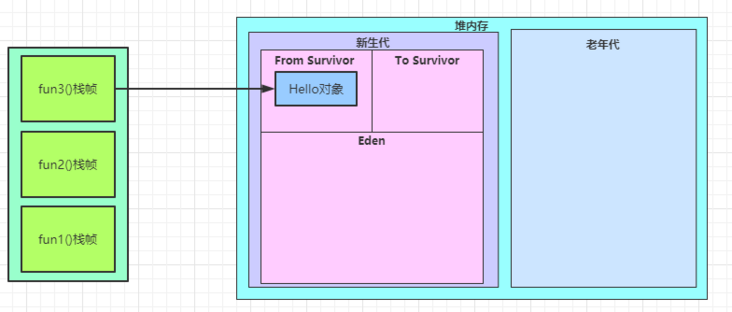 堆内存
新生代
老年代
From Survivor
To Survivor
fun3()栈帧
Hello对象
Eden
fun2()栈帧
fun1()栈帧